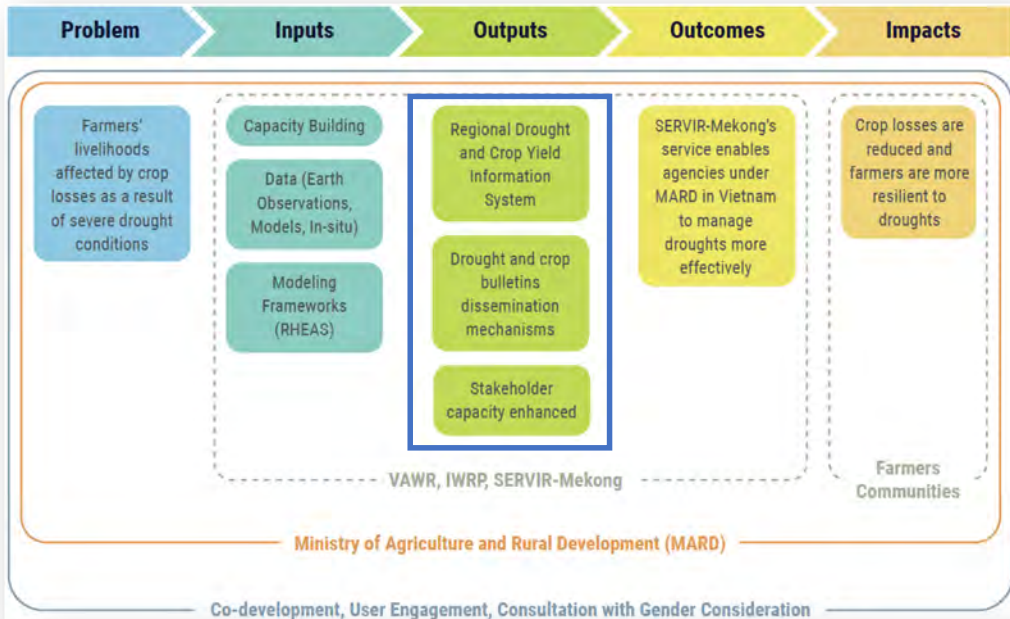 Problem
Inputs
Outputs
Outcomes
Impacts
Farmers'
livelihoods
affected by crop
losses as a result
of severe drought
conditions
Capacity Building
Data (Earth
Observations,
Models, In-situ)
Modeling
Frameworks
(RHEAS)
Regional Drought
and Crop Yield
Information
System
Drought and crop
bulletins
dissemination
mechanisms
Stakeholder
capacity enhanced
SERVIR-Mekong's
service enables
agencies under
MARD in Vietnam
to manage
droughts more
effectively
Crop losses are
reduced and
farmers are more
resilient to
droughts
VAWR, IWRP, SERVIR-Mekong
Farmers
Communities
Ministry of Agriculture and Rural Development (MARD)
Co-development, User Engagement, Consultation with Gender Consideration